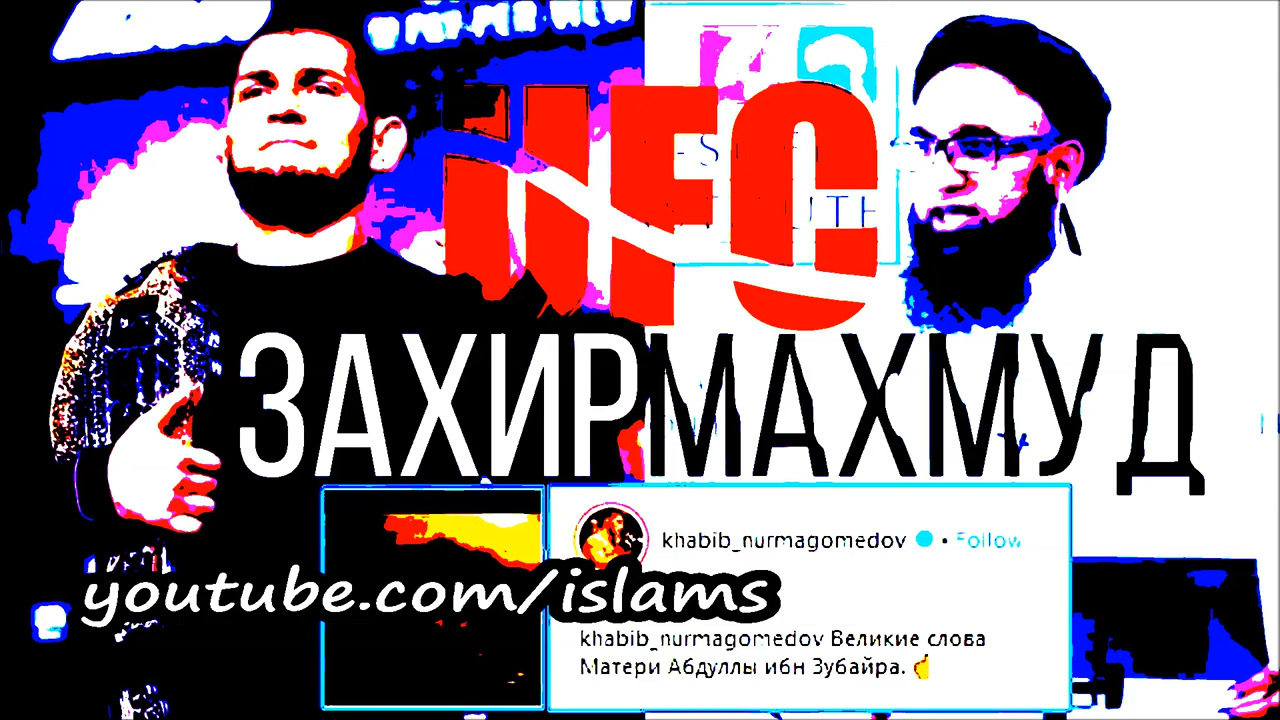 UFC
ЗАХИРМАХМУД
khabib_nurmagomedov • Follow
youtube.com/islams
khabib_nurmagomedov Великие слова
Матери Абдуллы ибн Зубайра.